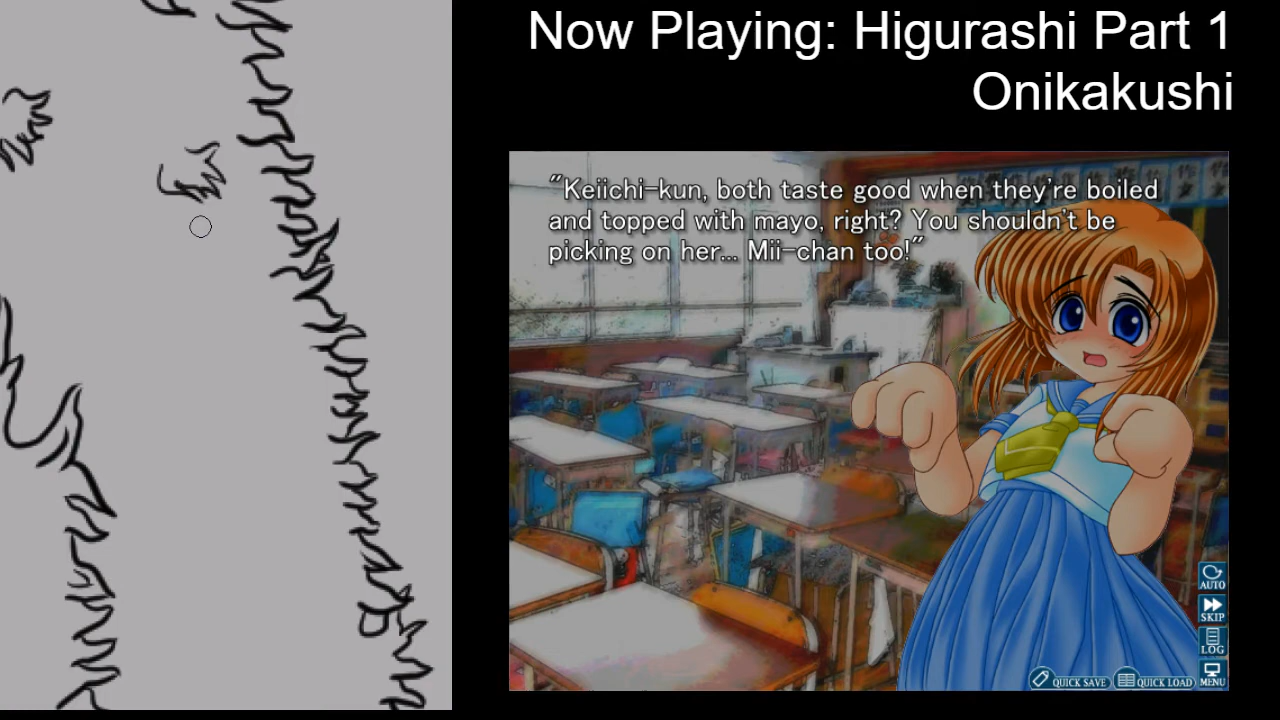 Now Playing: Higurashi Part 1
Onikakushi
"Keiichi-kun, both taste good when they're boiled
and topped with mayo, right? You shouldn't be
picking on her... Mii-chan too!"
AUTO
SKIP
LOG
MENU
QUICK SAVE
QUICK LOAD